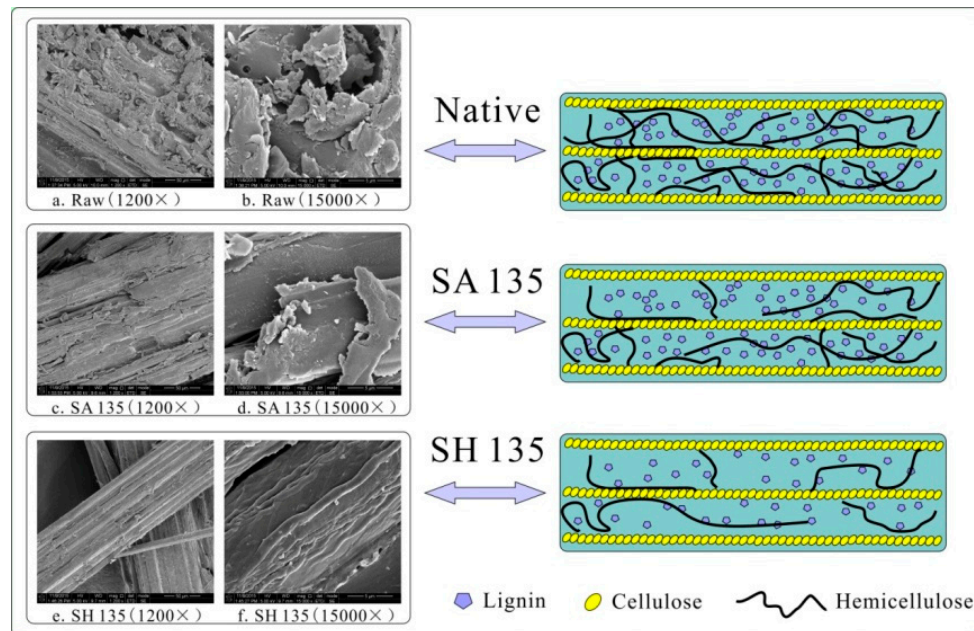 Native
a. Raw (1200×)
b. Raw (15000×)
SA 135
c. SA 135 (1200×)
d. SA 135 (15000×)
SH 135
e. SH 135 (1200×)
f. SH 135 (15000×)
Lignin
Cellulose
Hemicellulose